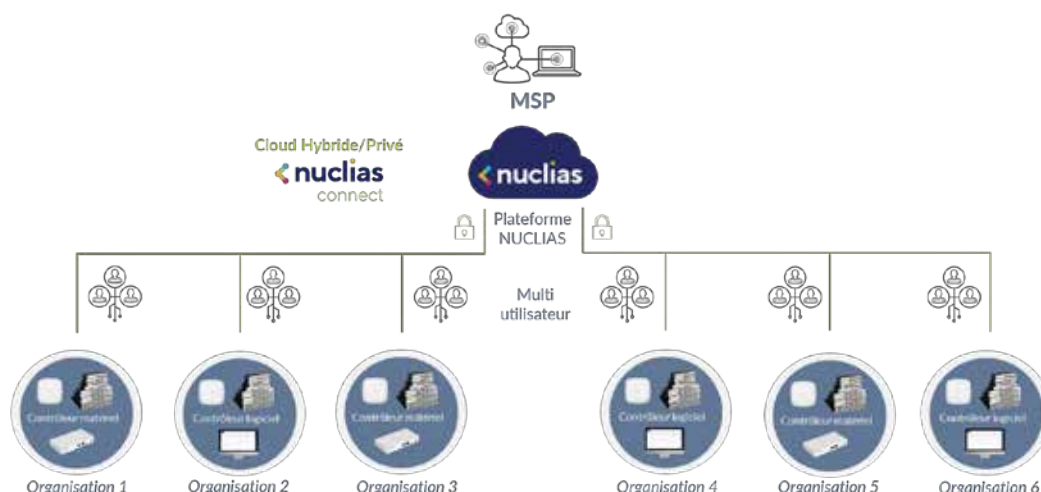 MSP
Cloud Hybride/Privé
nuclias
connect
nuclias
Plateforme
NUCLIAS
Multi
utilisateur
Contrôleur matériel
Contrôleur logiciel
Contrôleur matériel
Contrôleur logiciel
Contrôleur matériel
Contrôleur logiciel
Organisation 1
Organisation 2
Organisation 3
Organisation 4
Organisation 5
Organisation 6